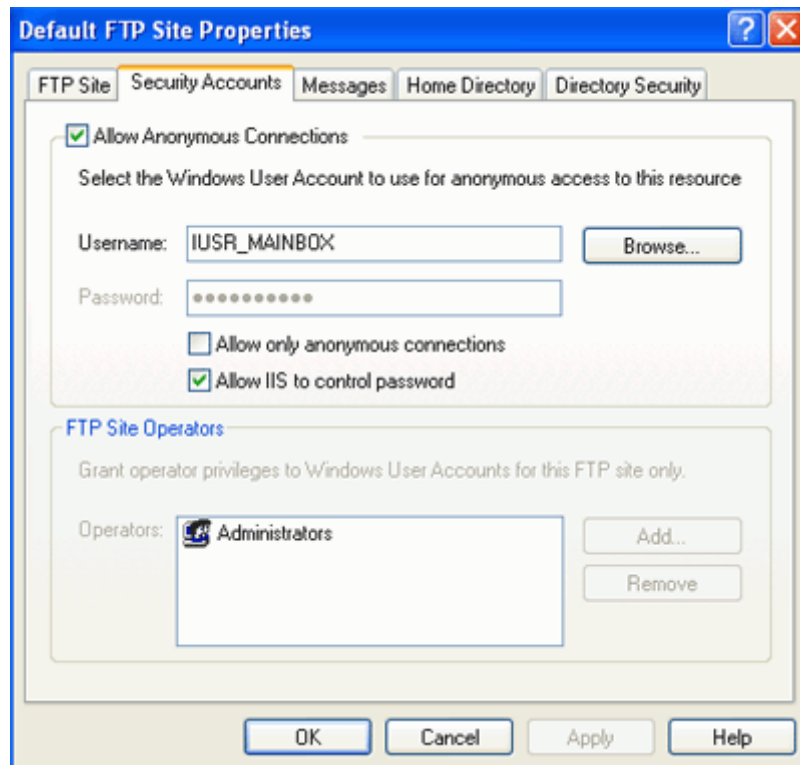 Default FTP Site Properties
FTP Site Security Accounts Messages Home Directory Directory Security
Allow Anonymous Connections
Select the Windows User Account to use for anonymous access to this resource
Username: IUSR_MAINBOX Browse...
Password: ●●●●●●●●●●
Allow only anonymous connections
Allow IIS to control password
FTP Site Operators
Grant operator privileges to Windows User Accounts for this FTP site only.
Operators: Administrators Add...
Remove
OK Cancel Apply Help